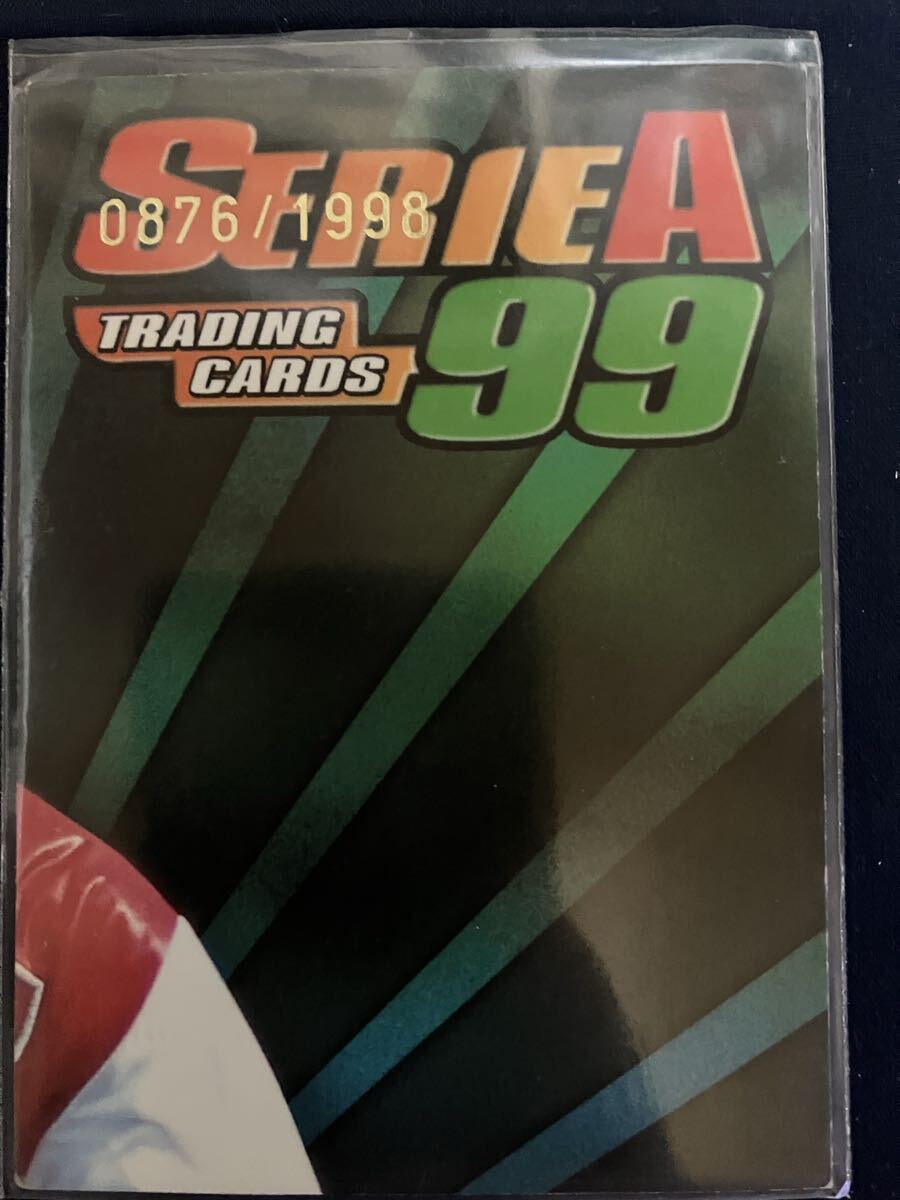 SERIE A
0876/1998
TRADING
CARDS
99